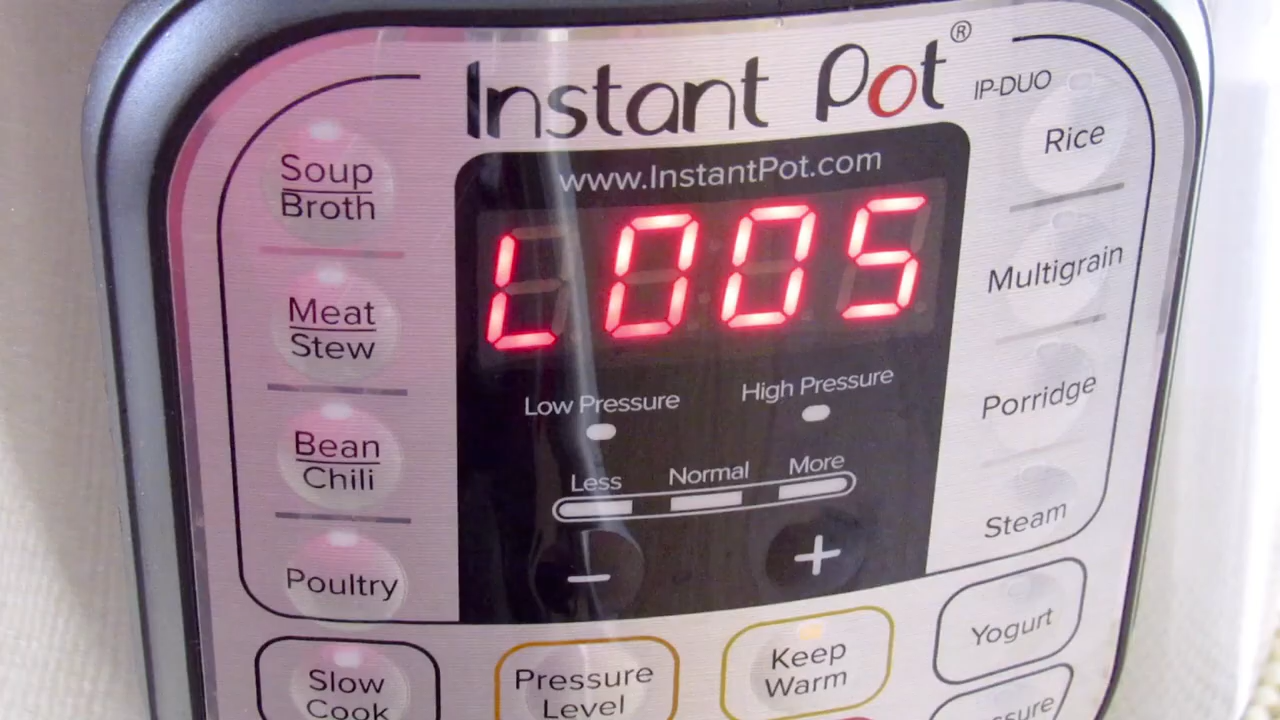 Instant Pot®
IP-DUO
www.InstantPot.com
L005
Low Pressure
High Pressure
Less
Normal
More
−
+
Soup
Broth
Meat
Stew
Bean
Chili
Poultry
Slow
Cook
Pressure
Level
Keep
Warm
Rice
Multigrain
Porridge
Steam
Yogurt